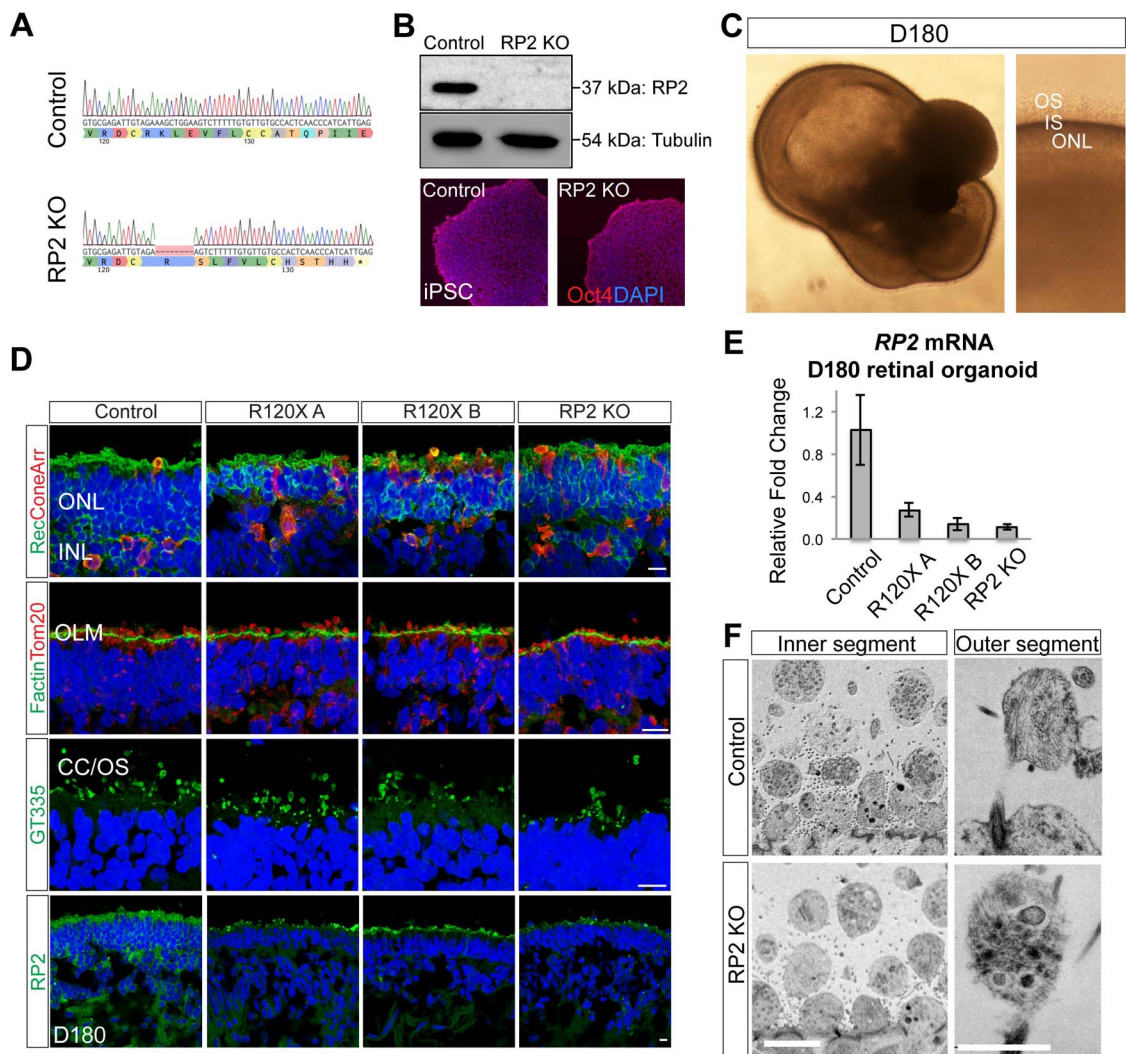 A
Control
GTGCGAGATTGTAGAAAGCTGGAAGTCTTTTTGTGTTGTGCCACTCAACCCATCATTGAG
V R D C R K L E V F L C C A T Q P I I E
120 130
RP2 KO
GTGCGAGATTGTAGA--------AGTCTTTTTGTGTTGTGCCACTCAACCCATCATTGAG
V R D C R S L F V L C H S T H H *
120 130
B
Control RP2 KO
37 kDa: RP2
54 kDa: Tubulin
Control
iPSC
RP2 KO
Oct4DAPI
C
D180
OS
IS
ONL
D
Control R120X A R120X B RP2 KO
RecConeArr
ONL
INL
FactinTom20
OLM
GT335
CC/OS
RP2
D180
E
RP2 mRNA
D180 retinal organoid
Relative Fold Change
1.2
0.8
0.4
0.0
Control
R120X A
R120X B
RP2 KO
F
Inner segment Outer segment
Control
RP2 KO